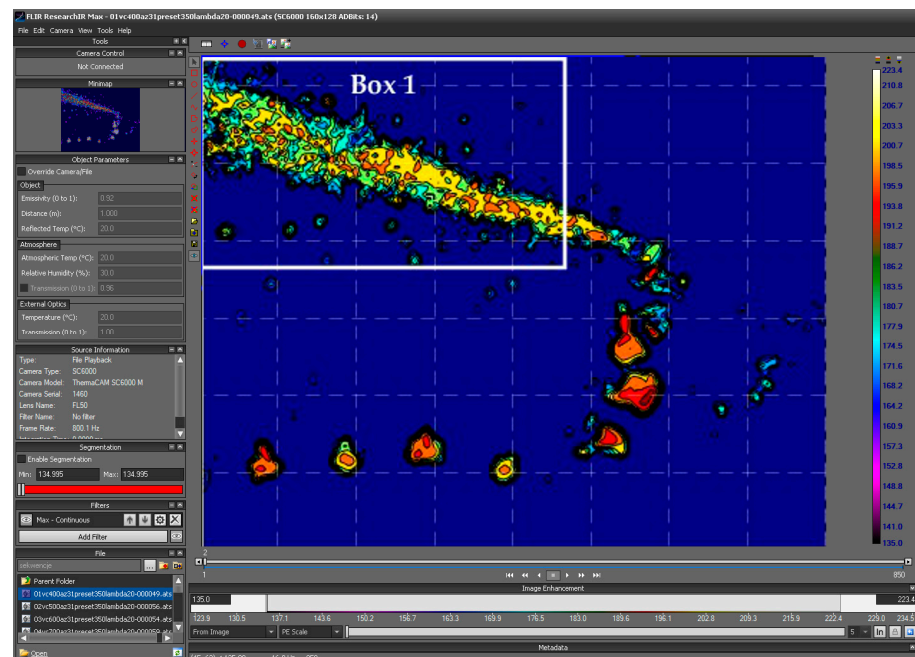 FLIR ResearchIR Max - 01vc400az31preset350lambda20-000049.ats (SC6000 160x128 ADBits: 14)
File Edit Camera View Tools Help
Tools
Camera Control
Not Connected
Minimap
Object Parameters
Override Camera/File
Object
Emissivity (0 to 1): 0.92
Distance (m): 1.000
Reflected Temp (°C): 20.0
Atmosphere
Atmospheric Temp (°C): 20.0
Relative Humidity (%): 30.0
Transmission (0 to 1): 0.96
External Optics
Temperature (°C): 20.0
Transmission (0 to 1): 1.00
Source Information
Type: File Playback
Camera Type: SC6000
Camera Model: ThermaCAM SC6000 M
Camera Serial: 1460
Lens Name: FL50
Filter Name: No filter
Frame Rate: 800.1 Hz
Segmentation
Enable Segmentation
Min: 134.995 Max: 134.995
Filters
Max - Continuous
Add Filter
File
sekwencje
...
Parent Folder
01vc400az31preset350lambda20-000049.ats
02vc500az31preset350lambda20-000056.ats
03vc600az31preset350lambda20-000054.ats
Open
Box 1
223.4
210.8
206.7
203.3
200.7
198.5
195.9
193.8
191.2
188.7
186.2
183.5
180.7
177.9
174.5
171.6
168.2
164.2
160.9
157.3
152.8
148.8
144.7
141.0
135.0
2
1 850
Image Enhancement
135.0 223.4
123.9 130.5 137.1 143.6 150.2 156.7 163.3 169.9 176.5 183.1 189.6 196.2 202.8 209.3 215.9 222.4 229.0 234.5
From Image PE Scale 5 In
Metadata